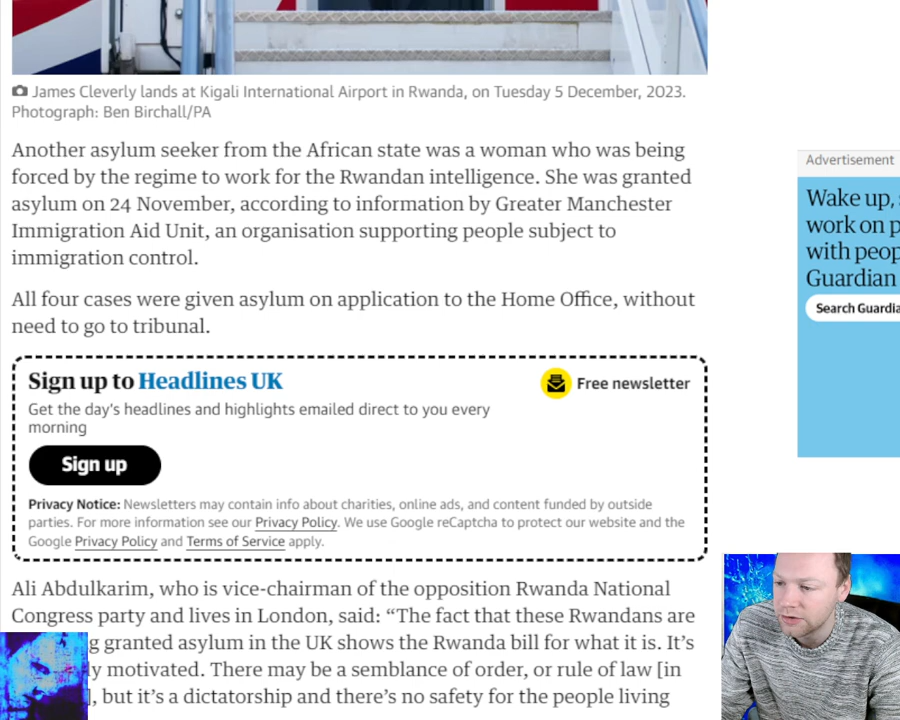 James Cleverly lands at Kigali International Airport in Rwanda, on Tuesday 5 December, 2023.
Photograph: Ben Birchall/PA
Another asylum seeker from the African state was a woman who was being
forced by the regime to work for the Rwandan intelligence. She was granted
asylum on 24 November, according to information by Greater Manchester
Immigration Aid Unit, an organisation supporting people subject to
immigration control.
All four cases were given asylum on application to the Home Office, without
need to go to tribunal.
Sign up to Headlines UK
Free newsletter
Get the day's headlines and highlights emailed direct to you every
morning
Sign up
Privacy Notice: Newsletters may contain info about charities, online ads, and content funded by outside
parties. For more information see our Privacy Policy. We use Google reCaptcha to protect our website and the
Google Privacy Policy and Terms of Service apply.
Ali Abdulkarim, who is vice-chairman of the opposition Rwanda National
Congress party and lives in London, said: “The fact that these Rwandans are
g granted asylum in the UK shows the Rwanda bill for what it is. It’s
y motivated. There may be a semblance of order, or rule of law [in
], but it’s a dictatorship and there’s no safety for the people living
Advertisement
Wake up,
work on p
with peop
Guardian
Search Guardia